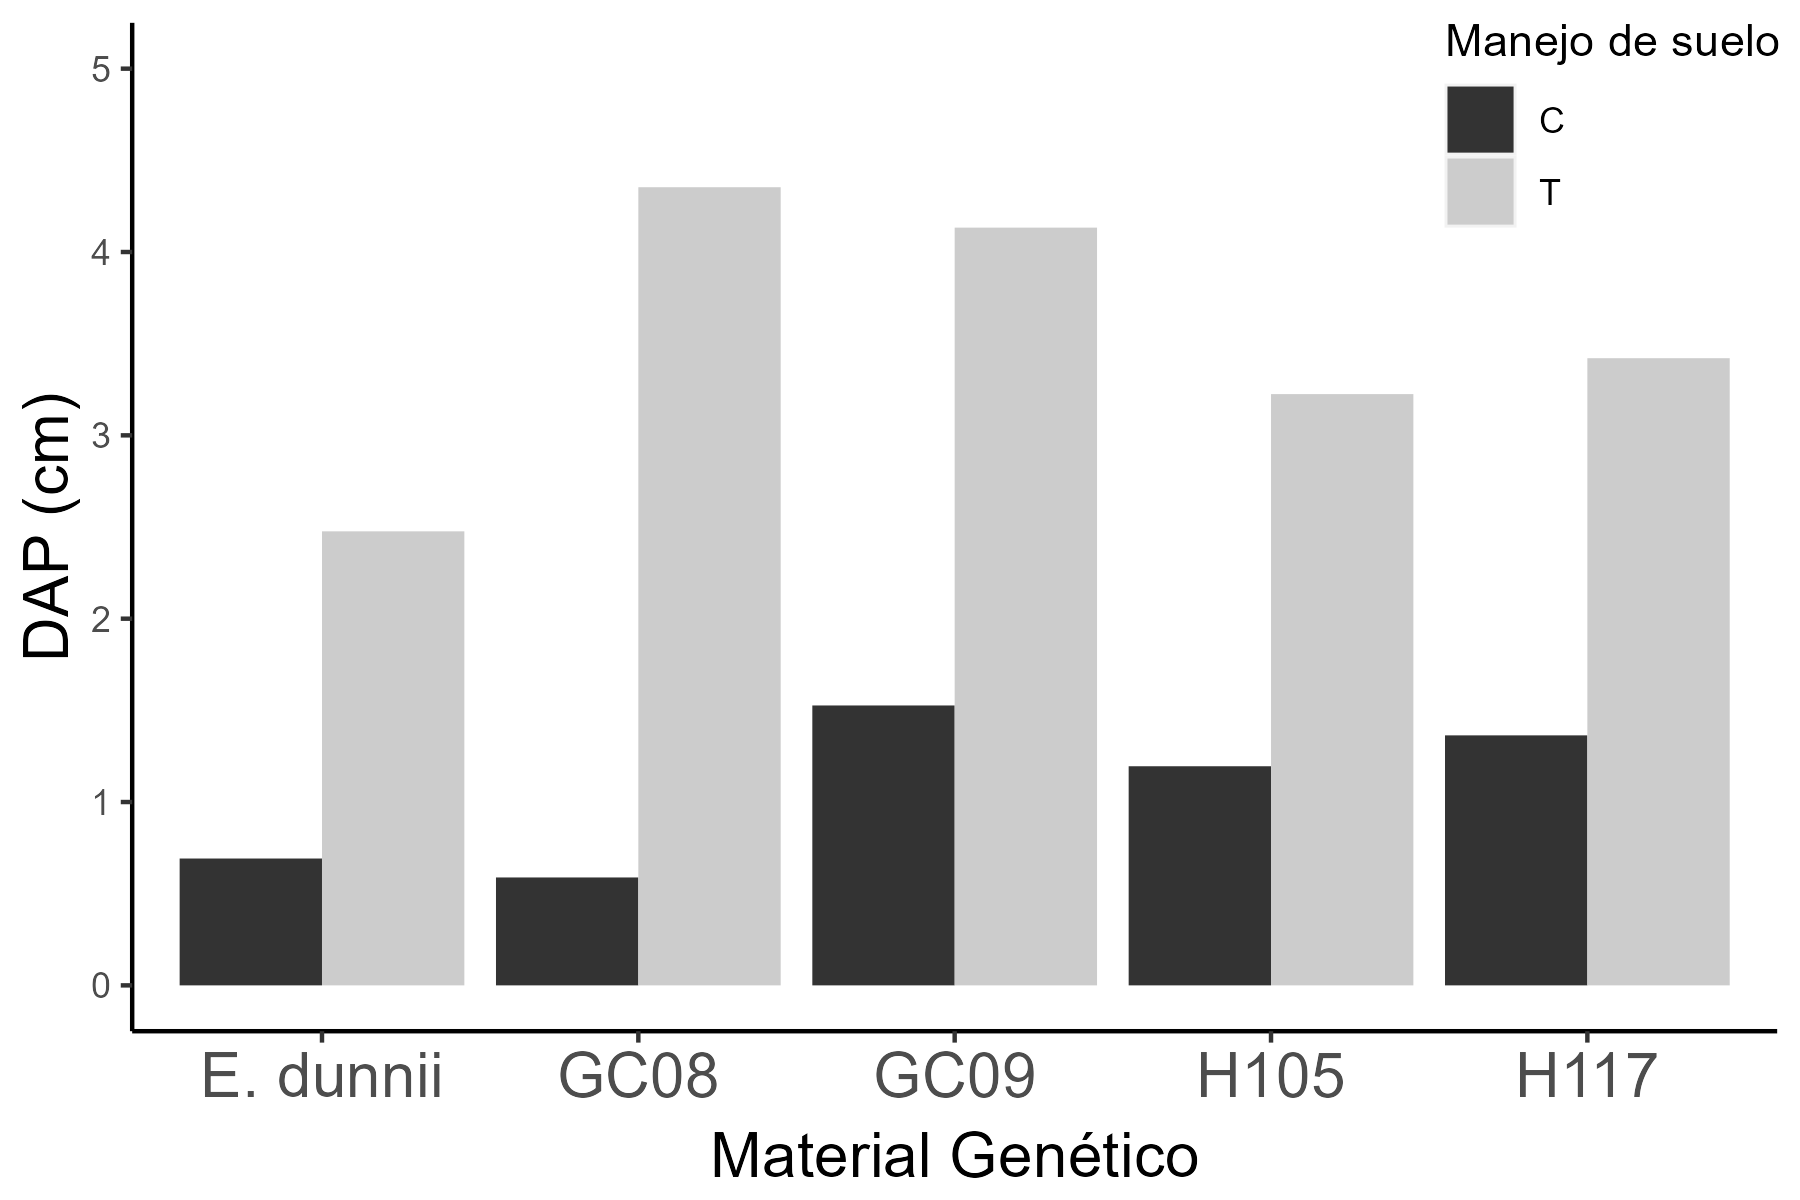 Manejo de suelo
C
T
DAP (cm)
5
4
3
2
1
0
E. dunnii GC08 GC09 H105 H117
Material Genético